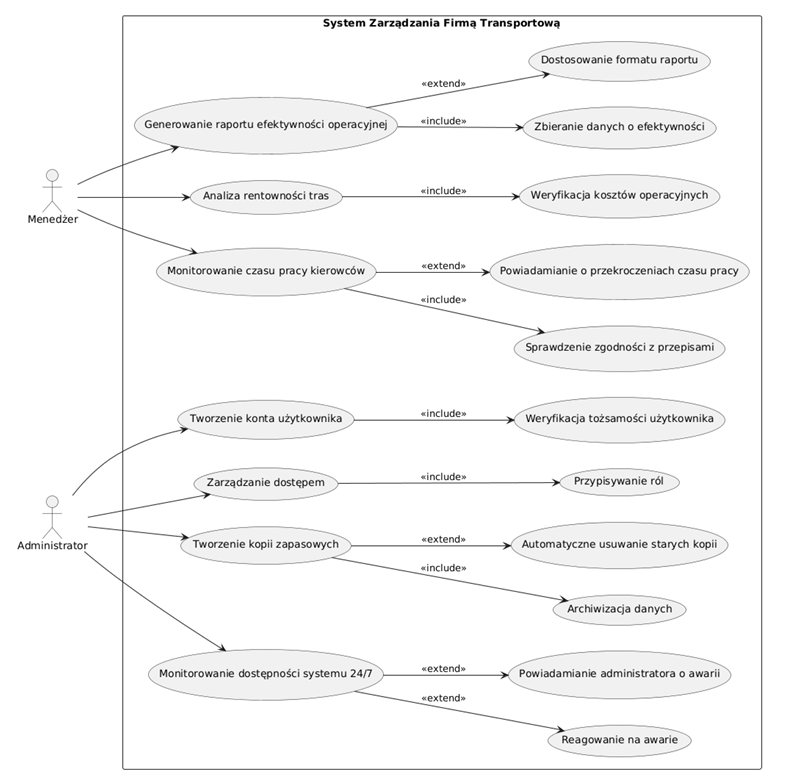 System Zarządzania Firmą Transportową
Dostosowanie formatu raportu
«extend»
Generowanie raportu efektywności operacyjnej
«include»
Zbieranie danych o efektywności
Menedżer
Analiza rentowności tras
«include»
Weryfikacja kosztów operacyjnych
Monitorowanie czasu pracy kierowców
«extend»
Powiadamianie o przekroczeniach czasu pracy
«include»
Sprawdzenie zgodności z przepisami
Tworzenie konta użytkownika
«include»
Weryfikacja tożsamości użytkownika
Zarządzanie dostępem
«include»
Przypisywanie ról
Administrator
Tworzenie kopii zapasowych
«extend»
Automatyczne usuwanie starych kopii
«include»
Archiwizacja danych
Monitorowanie dostępności systemu 24/7
«extend»
Powiadamianie administratora o awarii
«extend»
Reagowanie na awarie